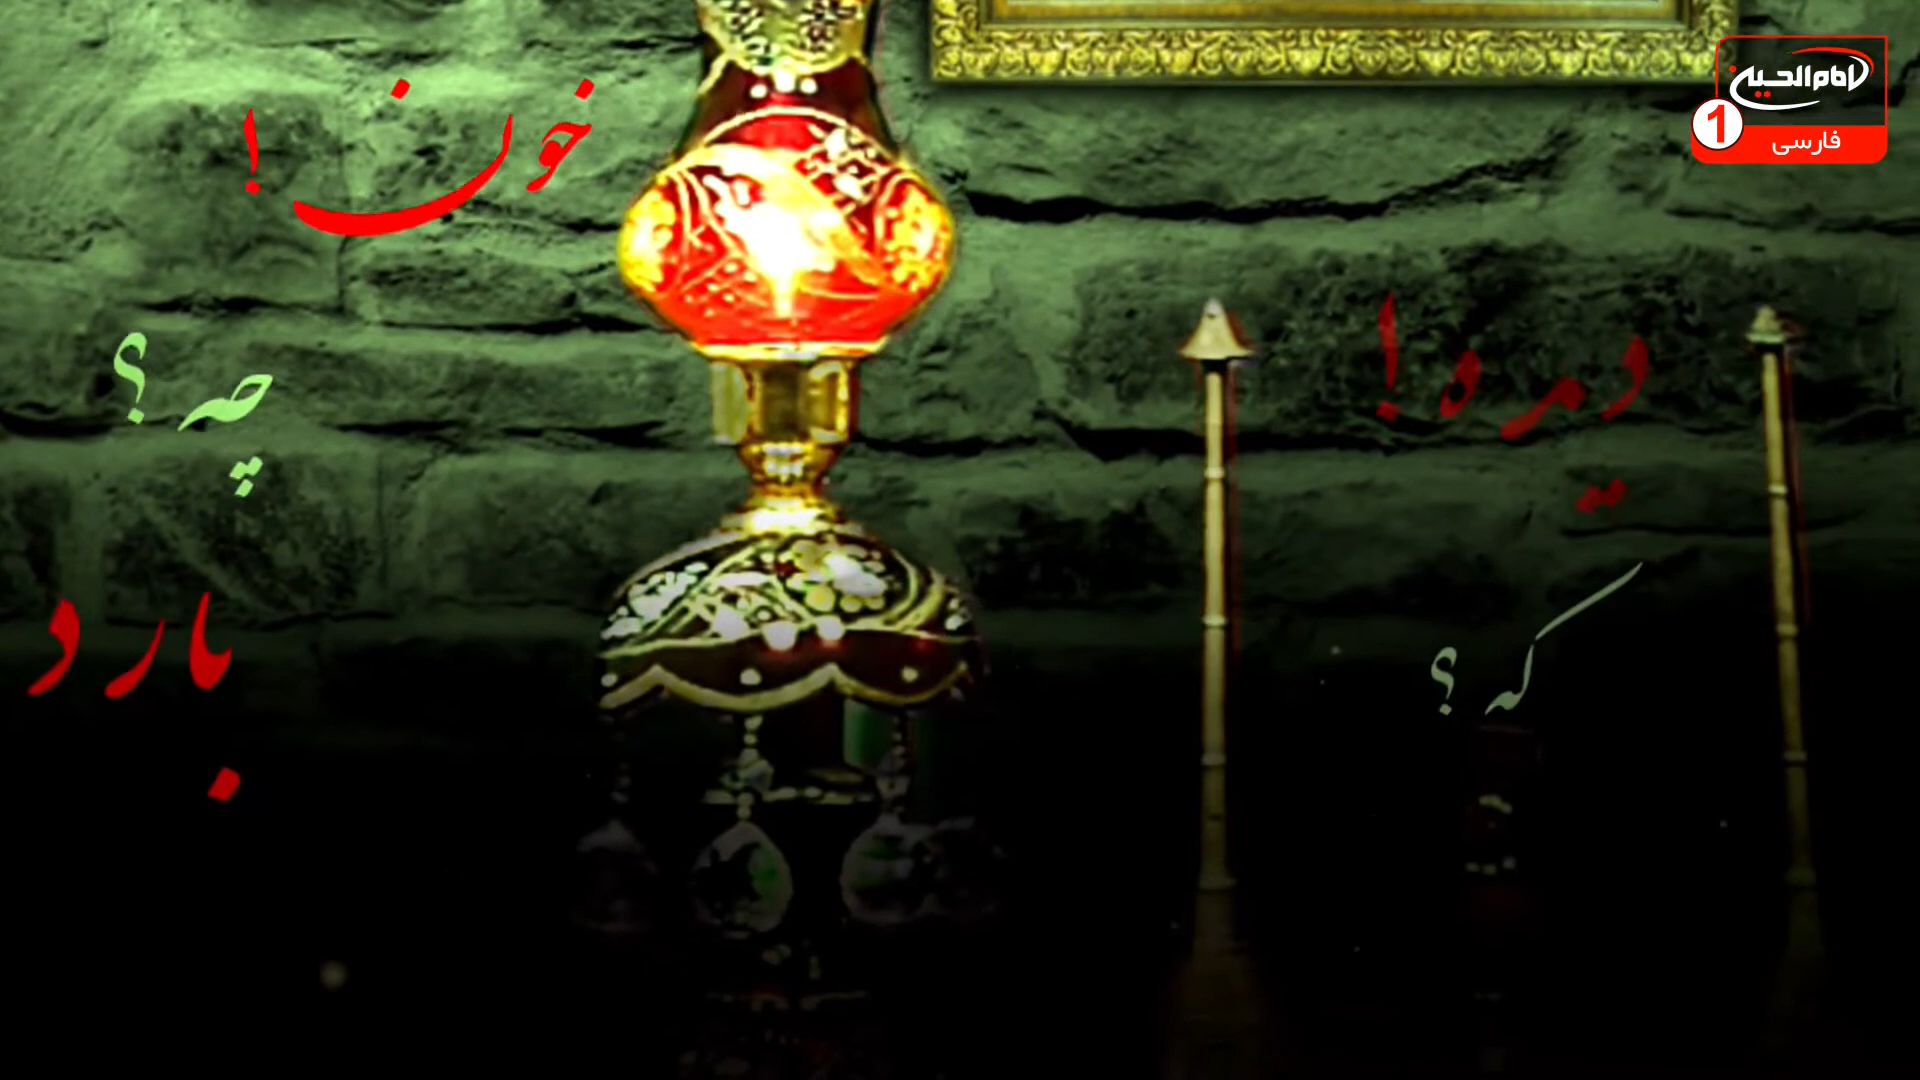 بارد
چه ؟
خون !
که ؟
دیده !
امام الحسین
فارسی
1